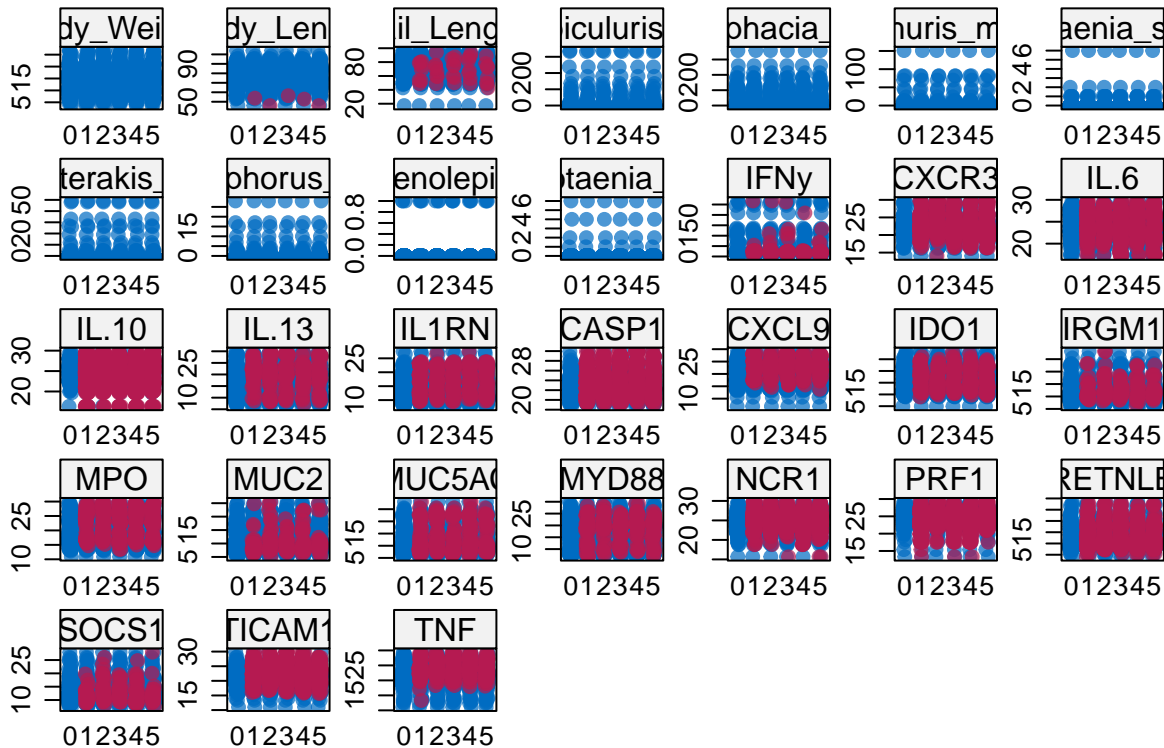 dy_Wei dy_Len il_Leng iculuris phacia_ nuris_m aenia_s
5 15 50 90 20 80 0 200 0 200 0 100 0 2 4 6
012345 012345 012345 012345 012345 012345 012345
terakis_ phorus_ enolepi otaenia_ IFNy CXCR3 IL.6
0 20 50 0 15 0.0 0.8 0 2 4 6 0 150 15 25 20 30
012345 012345 012345 012345 012345 012345 012345
IL.10 IL.13 IL1RN CASP1 CXCL9 IDO1 IRGM1
20 30 10 25 10 25 20 28 10 25 5 15 5 15
012345 012345 012345 012345 012345 012345 012345
MPO MUC2 MUC5AC MYD88 NCR1 PRF1 RETNLB
10 25 5 15 5 15 10 25 20 30 15 25 5 15
012345 012345 012345 012345 012345 012345 012345
SOCS1 TICAM1 TNF
10 25 15 30 15 25
012345 012345 012345